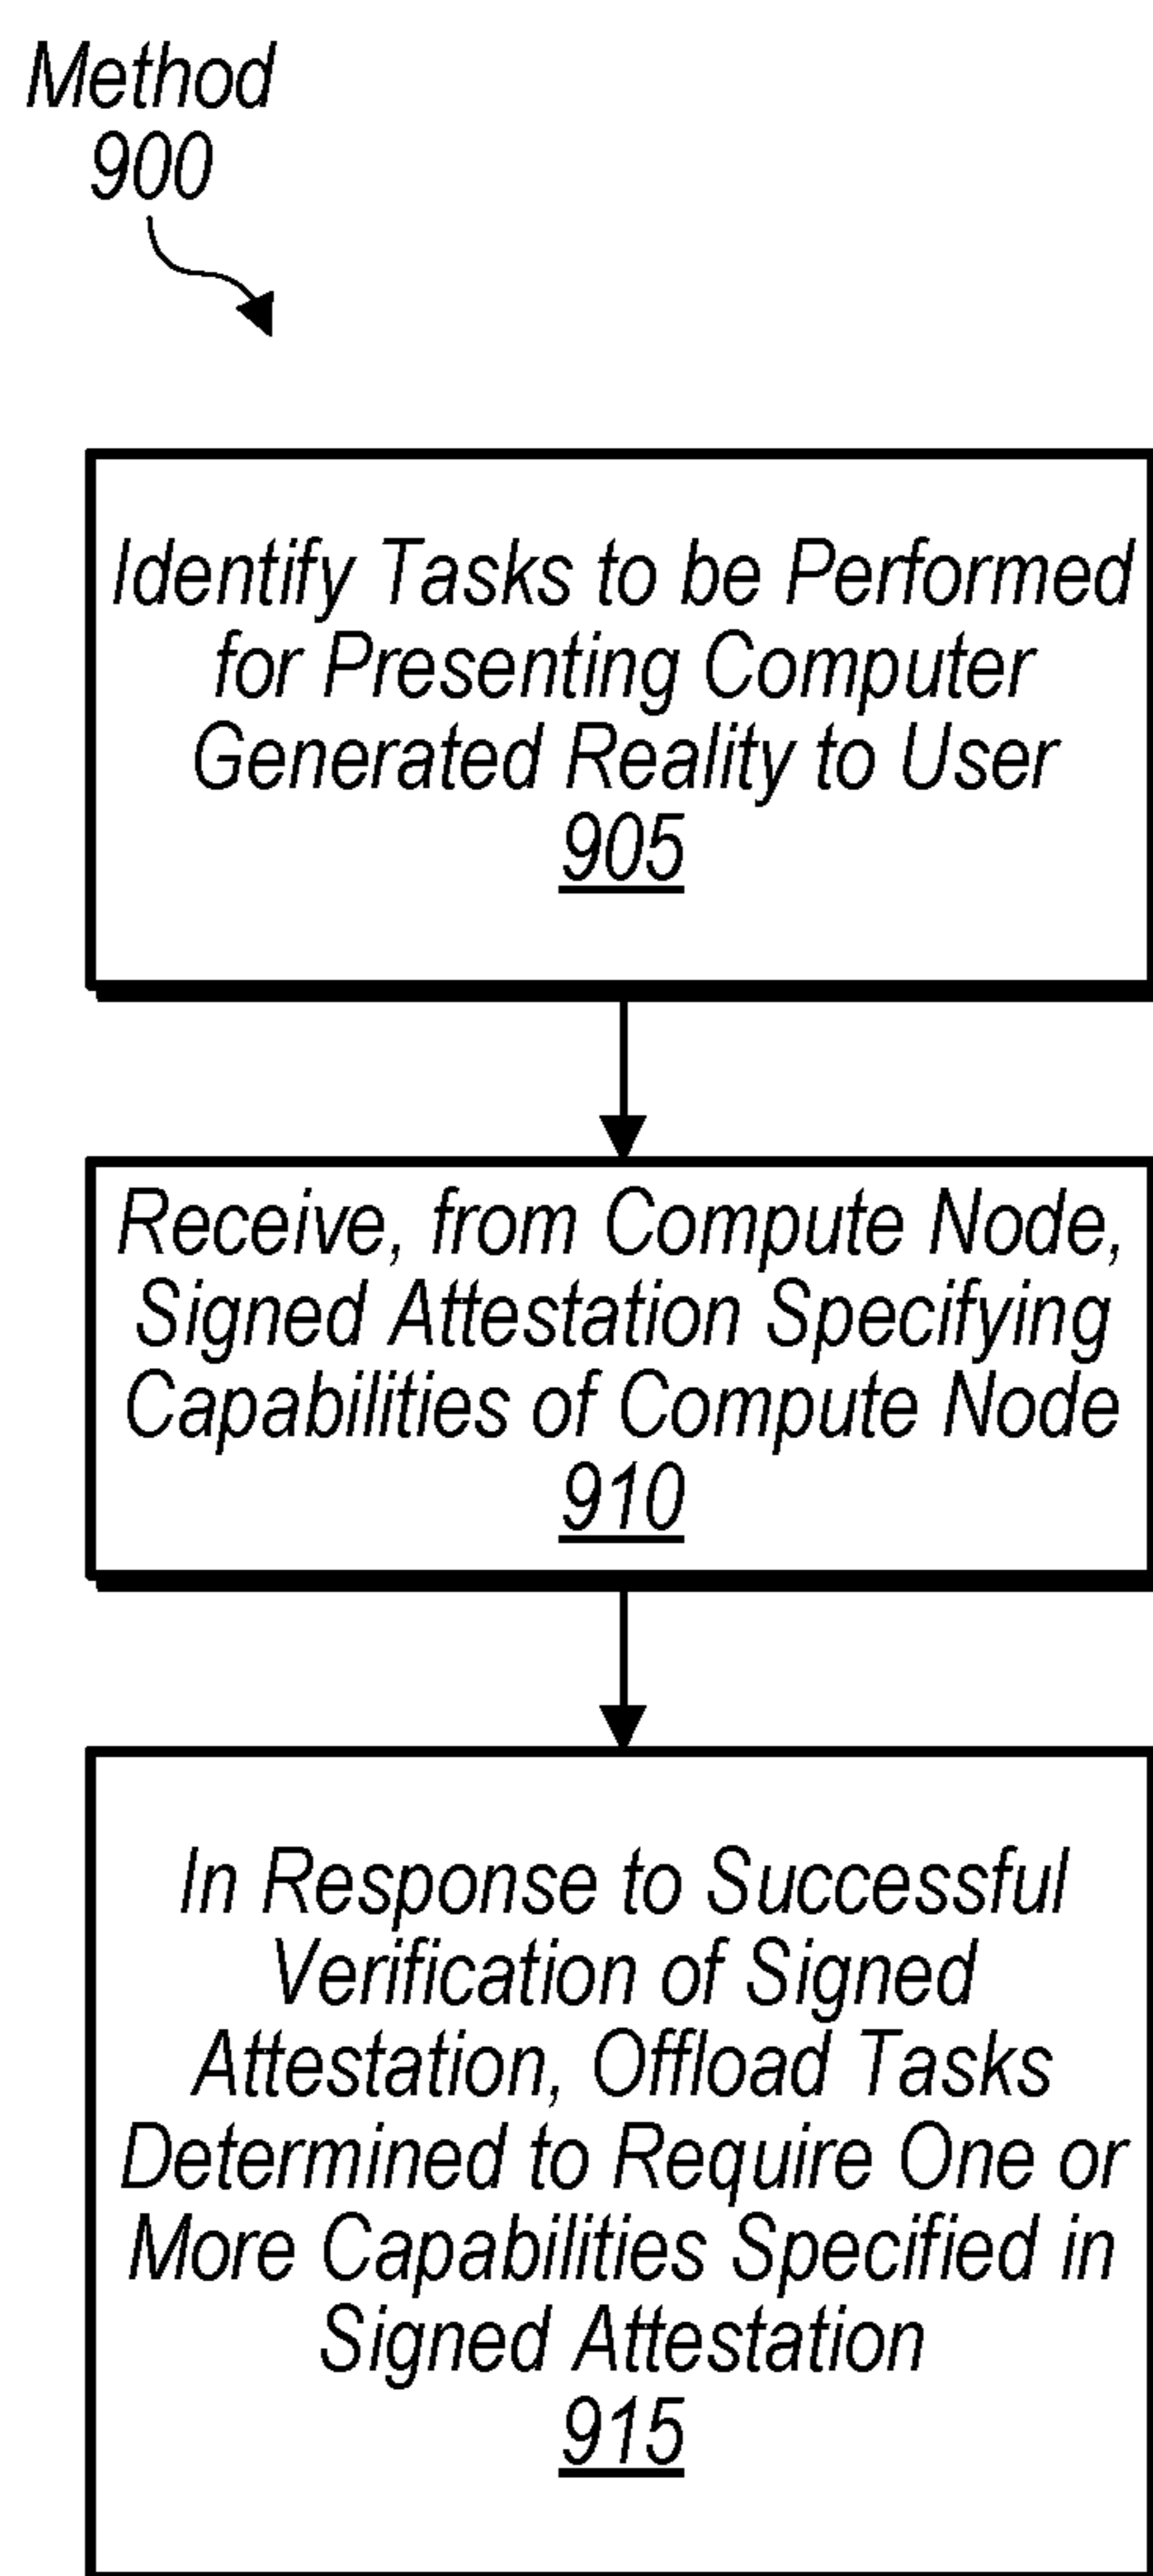 Method
900
Identify Tasks to be Performed
for Presenting Computer
Generated Reality to User
905
Receive, from Compute Node,
Signed Attestation Specifying
Capabilities of Compute Node
910
In Response to Successful
Verification of Signed
Attestation, Offload Tasks
Determined to Require One or
More Capabilities Specified in
Signed Attestation
915